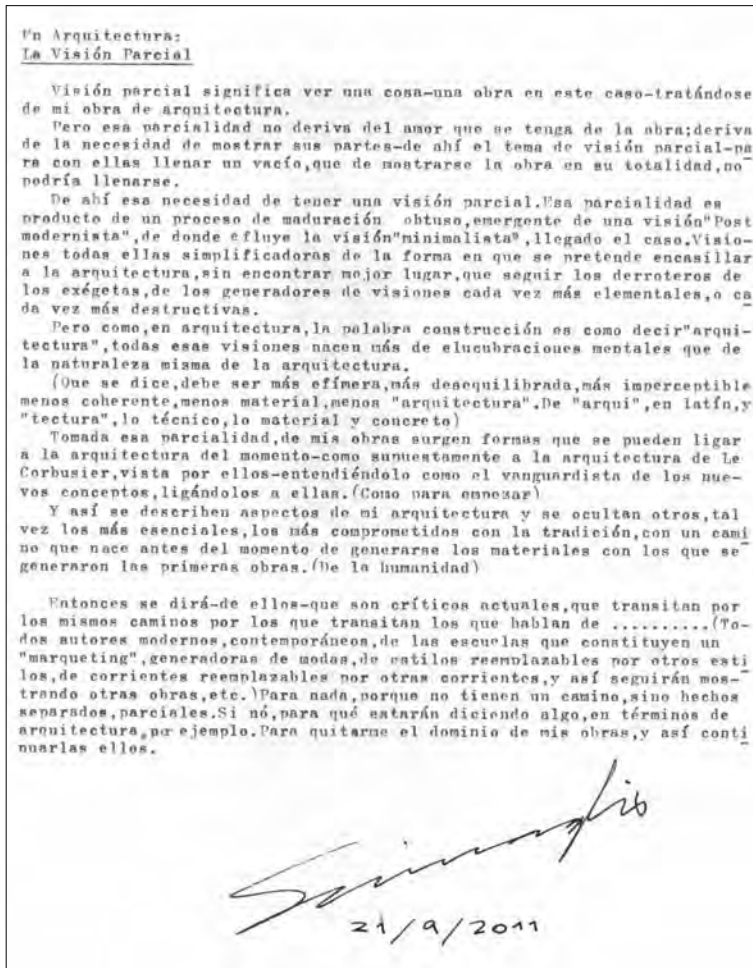 En Arquitectura:
La Visión Parcial
Visión parcial significa ver una cosa-una obra en este caso-tratándose
de mi obra de arquitectura.
Pero esa parcialidad no deriva del amor que se tenga de la obra;deriva
de la necesidad de mostrar sus partes-de ahí el tema de visión parcial-pa
ra con ellas llenar un vacío,que de mostrarse la obra en su totalidad,no
podría llenarse.
De ahí esa necesidad de tener una visión parcial.Esa parcialidad es
producto de un proceso de maduración obtuso,emergente de una visión"Post
modernista",de donde efluye la visión"minimalista",llegado el caso.Visio-
nes todas ellas simplificadoras de la forma en que se pretende encasillar
a la arquitectura,sin encontrar mejor lugar,que seguir los derroteros de
los exégetas,de los generadores de visiones cada vez más elementales,o ca
da vez más destructivas.
Pero como,en arquitectura,la palabra construcción es como decir"arqui-
tectura",todas esas visiones nacen más de elucubraciones mentales que de
la naturaleza misma de la arquitectura.
(Que se dice,debe ser más efímera,más desequilibrada,más imperceptible
menos coherente,menos material,menos "arquitectura".De "arqui",en latín,y
"tectura",lo técnico,lo material y concreto)
Tomada esa parcialidad,de mis obras surgen formas que se pueden ligar
a la arquitectura del momento-como supuestamente a la arquitectura de Le
Corbusier,vista por ellos-entendiéndolo como el vanguardista de los nue-
vos conceptos,ligándolos a ellas.(Como para empezar)
Y así se describen aspectos de mi arquitectura y se ocultan otros,tal
vez los más esenciales,los más comprometidos con la tradición,con un cami
no que nace antes del momento de generarse los materiales con los que se
generaron las primeras obras.(De la humanidad)
Entonces se dirá-de ellos-que son críticos actuales,que transitan por
los mismos caminos por los que transitan los que hablan de ..........(To-
dos autores modernos,contemporáneos,de las escuelas que constituyen un
"marqueting",generadoras de modas,de estilos reemplazables por otros esti
los,de corrientes reemplazables por otras corrientes,y así seguirán mos-
trando otras obras,etc.)Para nada,porque no tienen un camino,sino hechos
separados,parciales.Si nó,para qué estarán diciendo algo,en términos de
arquitectura,por ejemplo.Para quitarme el dominio de mis obras,y así conti
nuarlas ellos.
21/9/2011